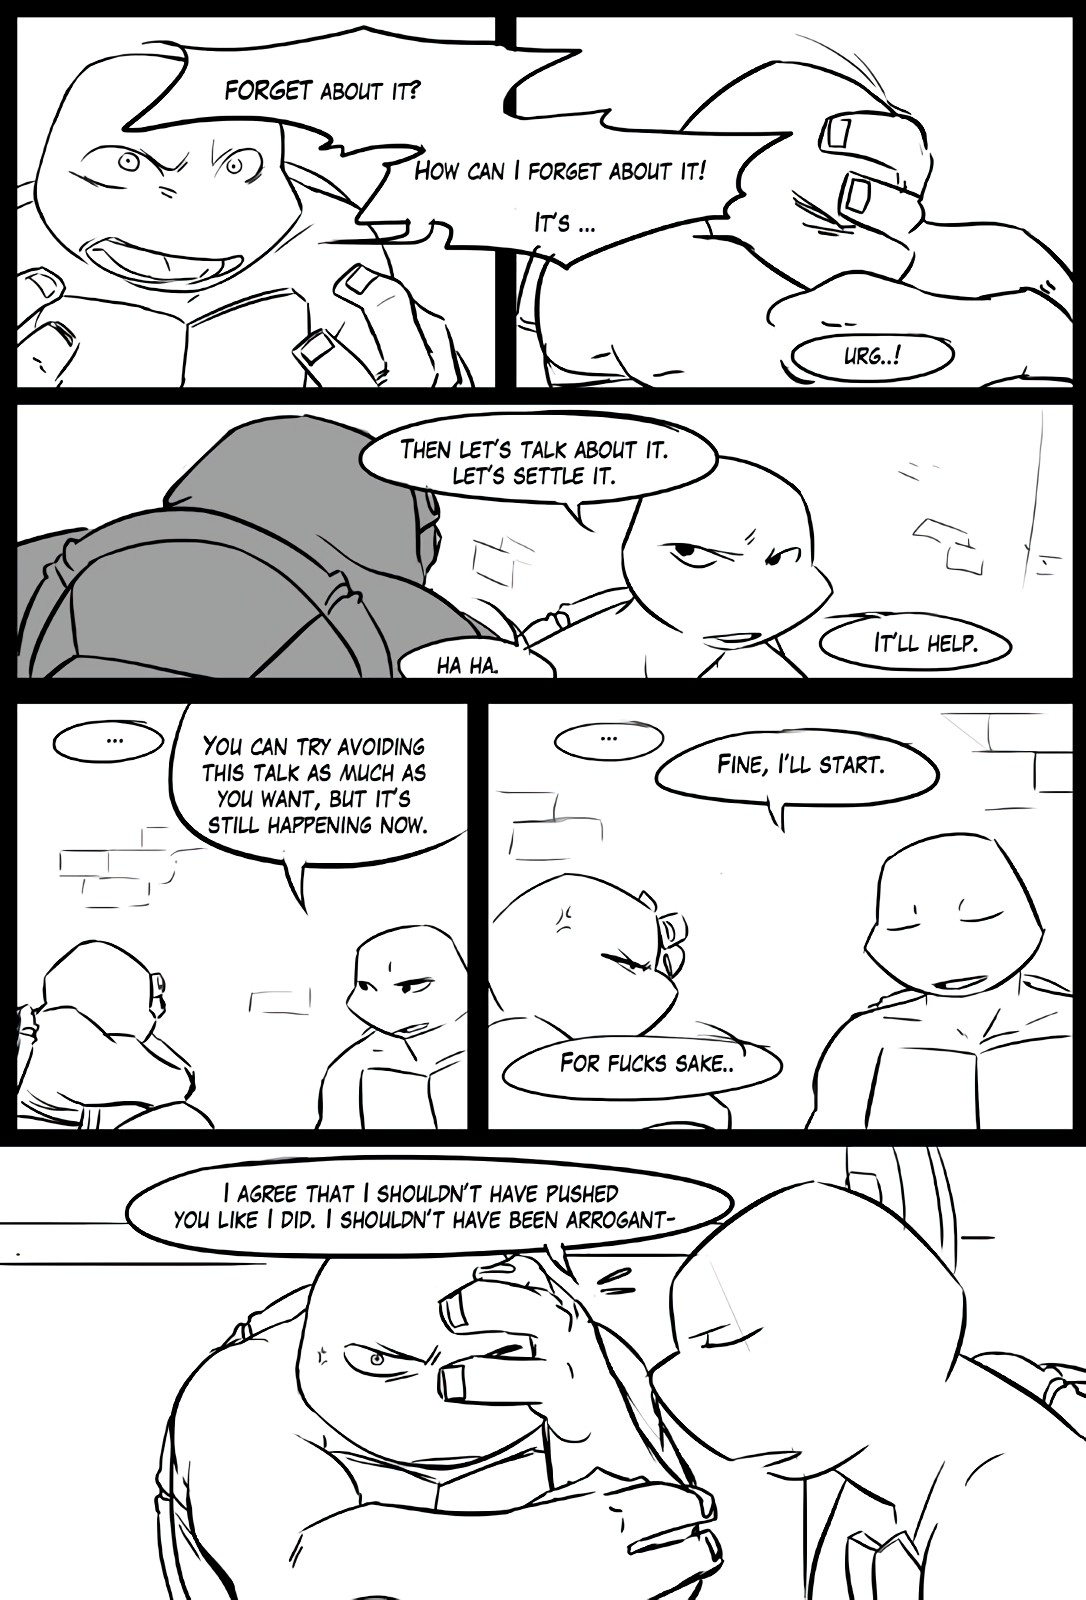 FORGET ABOUT IT?
HOW CAN I FORGET ABOUT IT!
IT'S ...
URG..!
THEN LET'S TALK ABOUT IT.
LET'S SETTLE IT.
HA HA.
IT'LL HELP.
...
YOU CAN TRY AVOIDING
THIS TALK AS MUCH AS
YOU WANT, BUT IT'S
STILL HAPPENING NOW.
...
FINE, I'LL START.
FOR FUCKS SAKE..
I AGREE THAT I SHOULDN'T HAVE PUSHED
YOU LIKE I DID. I SHOULDN'T HAVE BEEN ARROGANT-